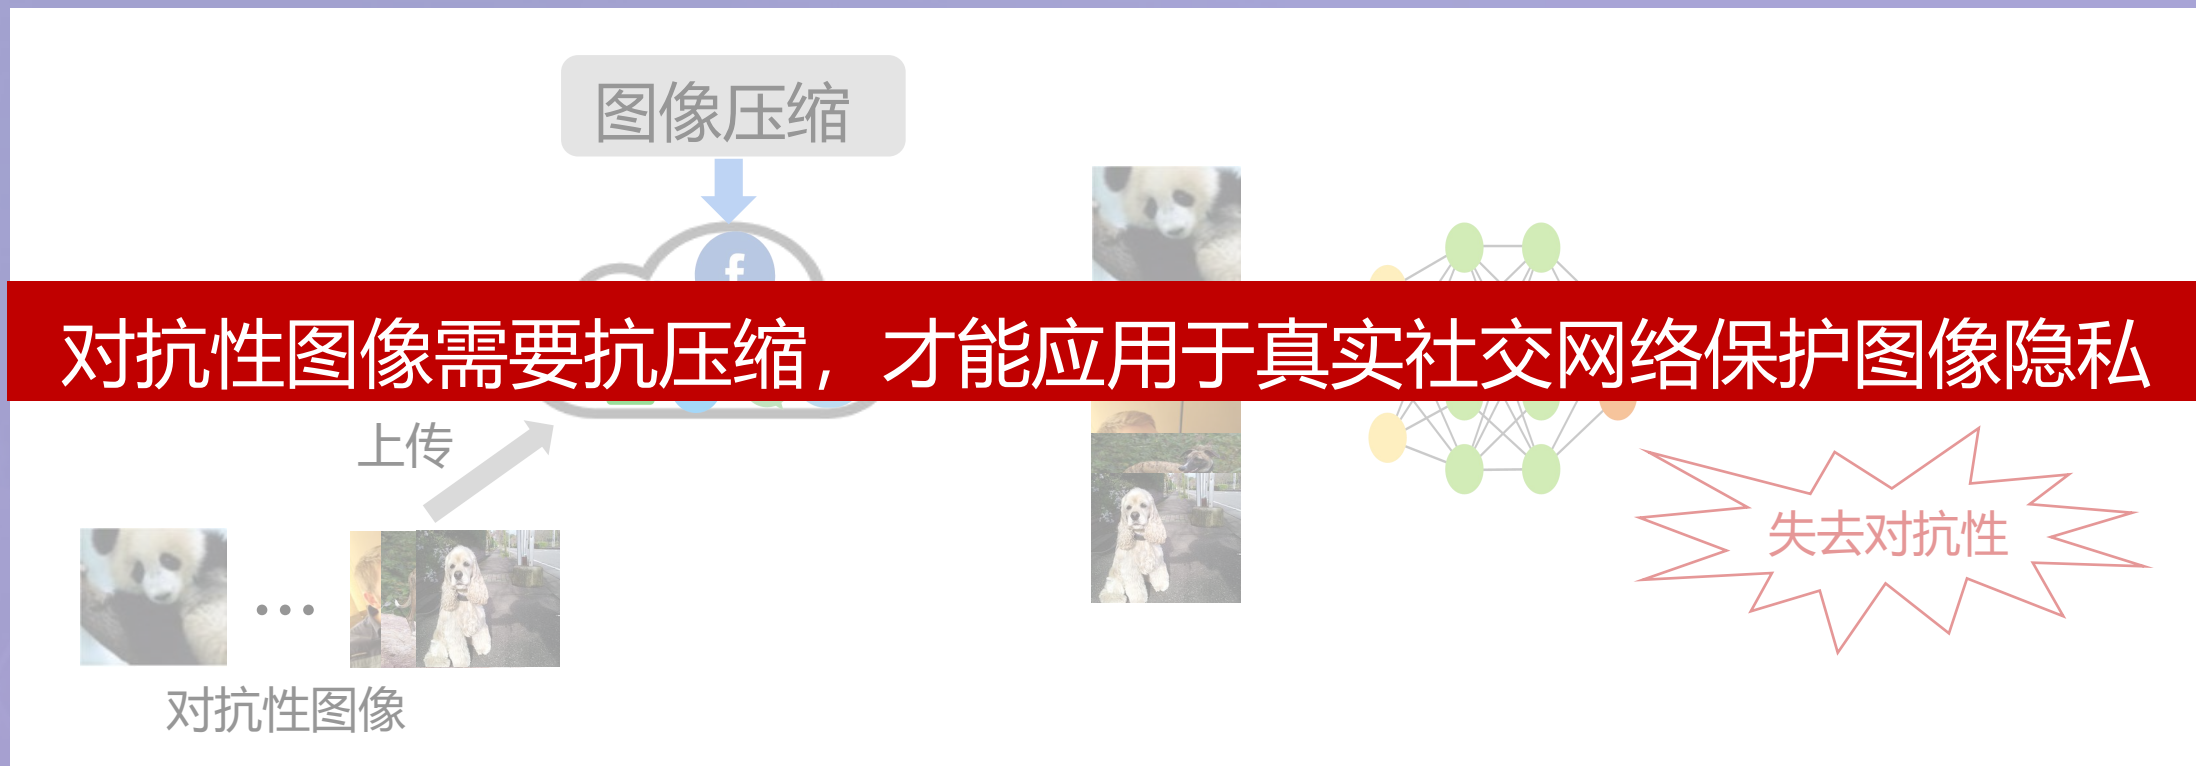 图像压缩
f
对抗性图像需要抗压缩，才能应用于真实社交网络保护图像隐私
上传
失去对抗性
...
对抗性图像